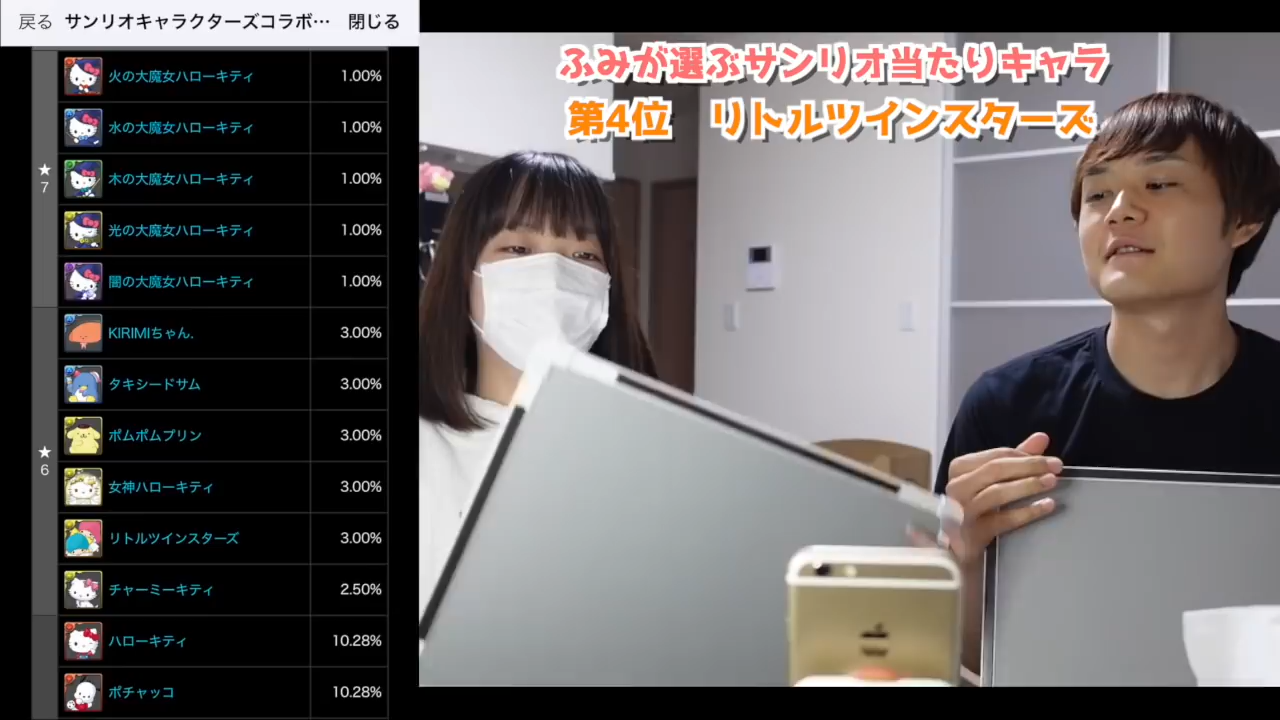 戻る サンリオキャラクターズコラボ… 閉じる
火の大魔女ハローキティ 1.00%
水の大魔女ハローキティ 1.00%
★7
木の大魔女ハローキティ 1.00%
光の大魔女ハローキティ 1.00%
闇の大魔女ハローキティ 1.00%
KIRIMIちゃん. 3.00%
タキシードサム 3.00%
ポムポムプリン 3.00%
★6
女神ハローキティ 3.00%
リトルツインスターズ 3.00%
チャーミーキティ 2.50%
ハローキティ 10.28%
ポチャッコ 10.28%
ふみが選ぶサンリオ当たりキャラ
第4位 リトルツインスターズ